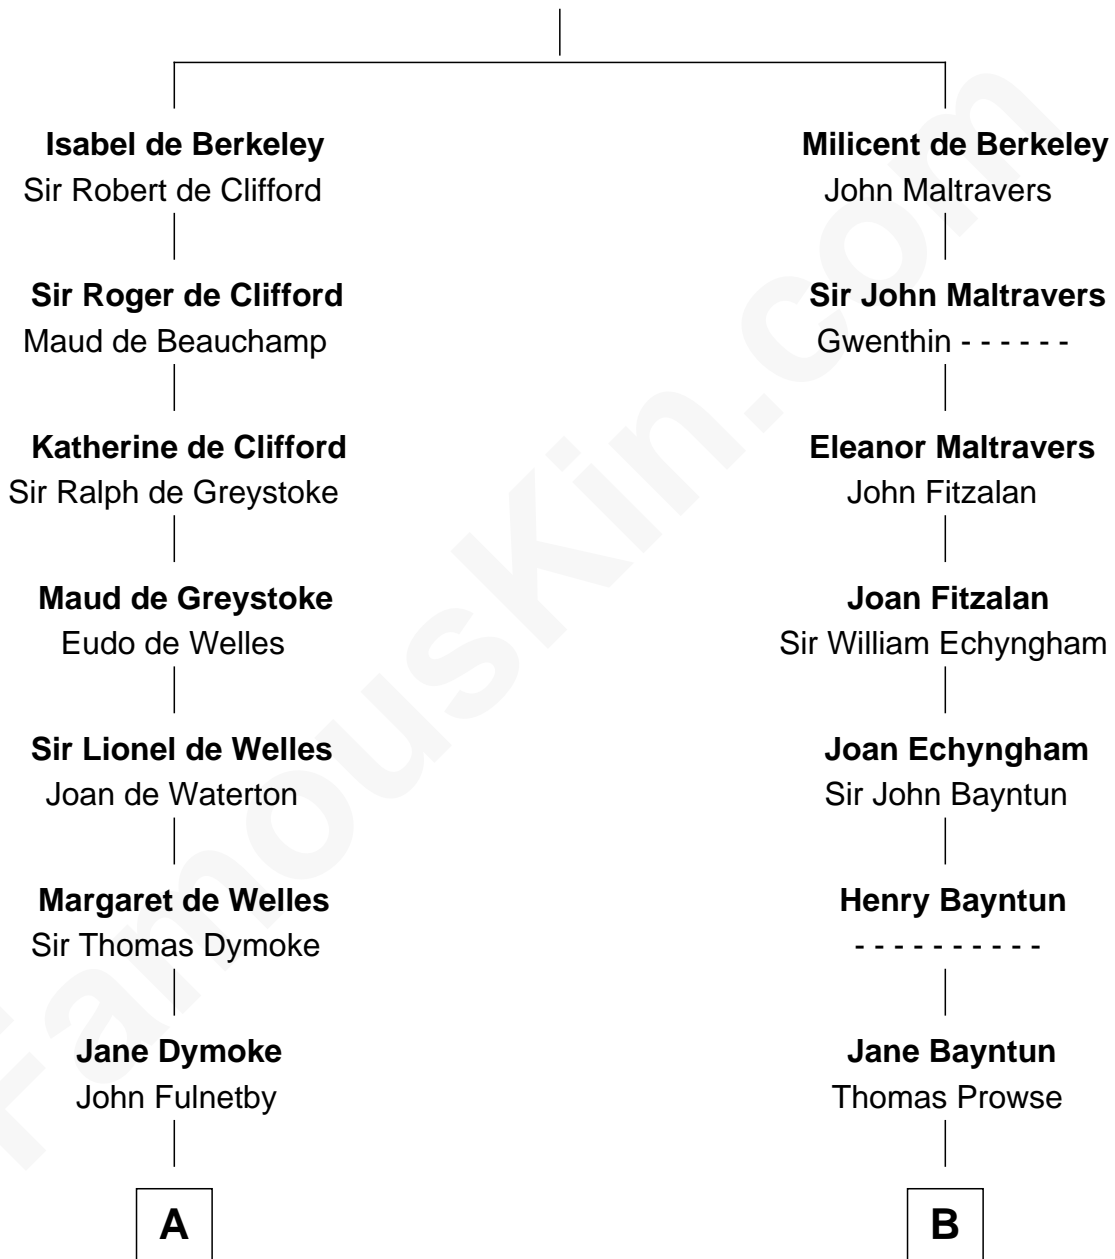 Isabel de Berkeley
Sir Robert de Clifford
Sir Roger de Clifford
Maud de Beauchamp
Katherine de Clifford
Sir Ralph de Greystoke
Maud de Greystoke
Eudo de Welles
Sir Lionel de Welles
Joan de Waterton
Margaret de Welles
Sir Thomas Dymoke
Jane Dymoke
John Fulnetby
A
Milicent de Berkeley
John Maltravers
Sir John Maltravers
Gwenthin - - - - - -
Eleanor Maltravers
John Fitzalan
Joan Fitzalan
Sir William Echyngham
Joan Echyngham
Sir John Bayntun
Henry Bayntun
- - - - - - - - - -
Jane Bayntun
Thomas Prowse
B
FamousKin.com